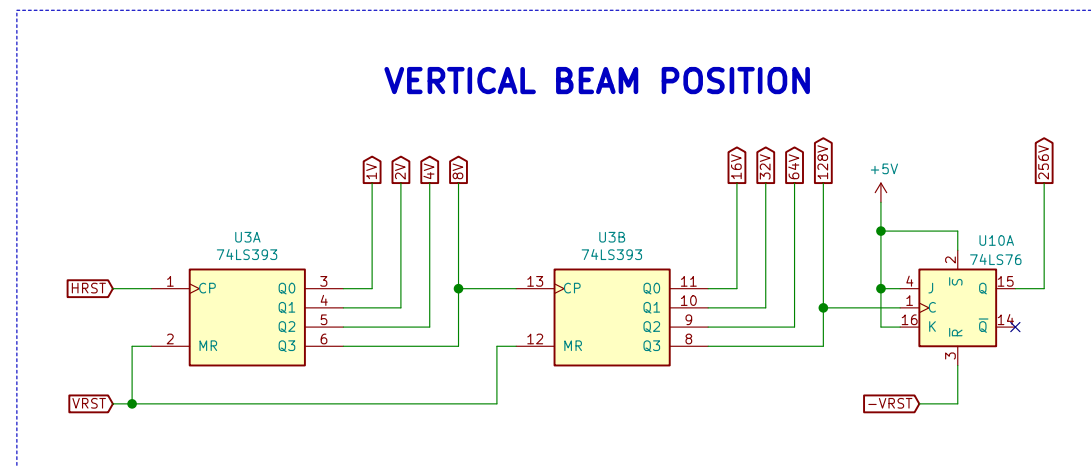 VERTICAL BEAM POSITION
1V
2V
4V
8V
16V
32V
64V
128V
+5V
256V
U3A
74LS393
HRST
1
CP
Q0
3
Q1
4
Q2
5
2
MR
Q3
6
VRST
U3B
74LS393
13
CP
Q0
11
Q1
10
Q2
9
12
MR
Q3
8
U10A
74LS76
2
S
4
J
Q
15
1
C
16
K
Q
14
R
3
-VRST